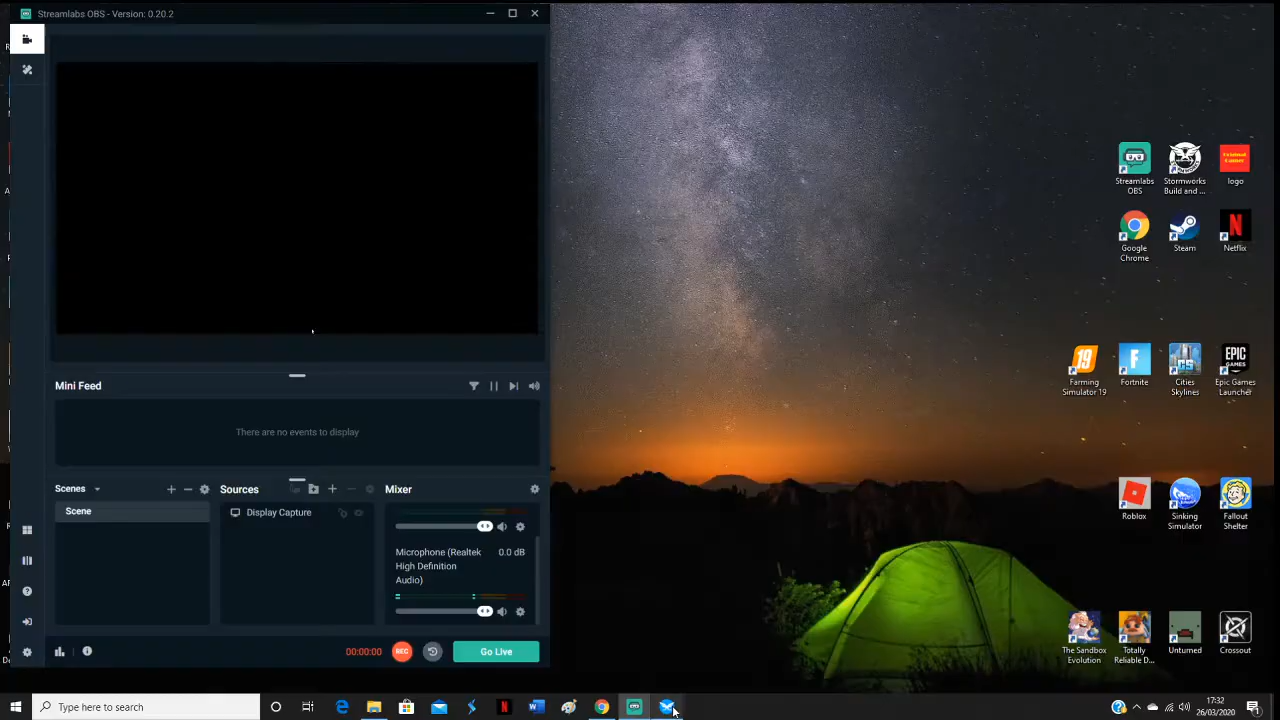 Streamlabs OBS - Version: 0.20.2
Mini Feed
There are no events to display
Scenes
Sources
Mixer
Scene
Display Capture
Microphone (Realtek
High Definition
Audio)
0.0 dB
00:00:00
REC
Go Live
Streamlabs
OBS
Stormworks
Build and ...
logo
Google
Chrome
Steam
Netflix
Farming
Simulator 19
Fortnite
Cities
Skylines
Epic Games
Launcher
Roblox
Sinking
Simulator
Fallout
Shelter
The Sandbox
Evolution
Totally
Reliable D...
Unturned
Crossout
Type here to search
17:32
26/03/2020